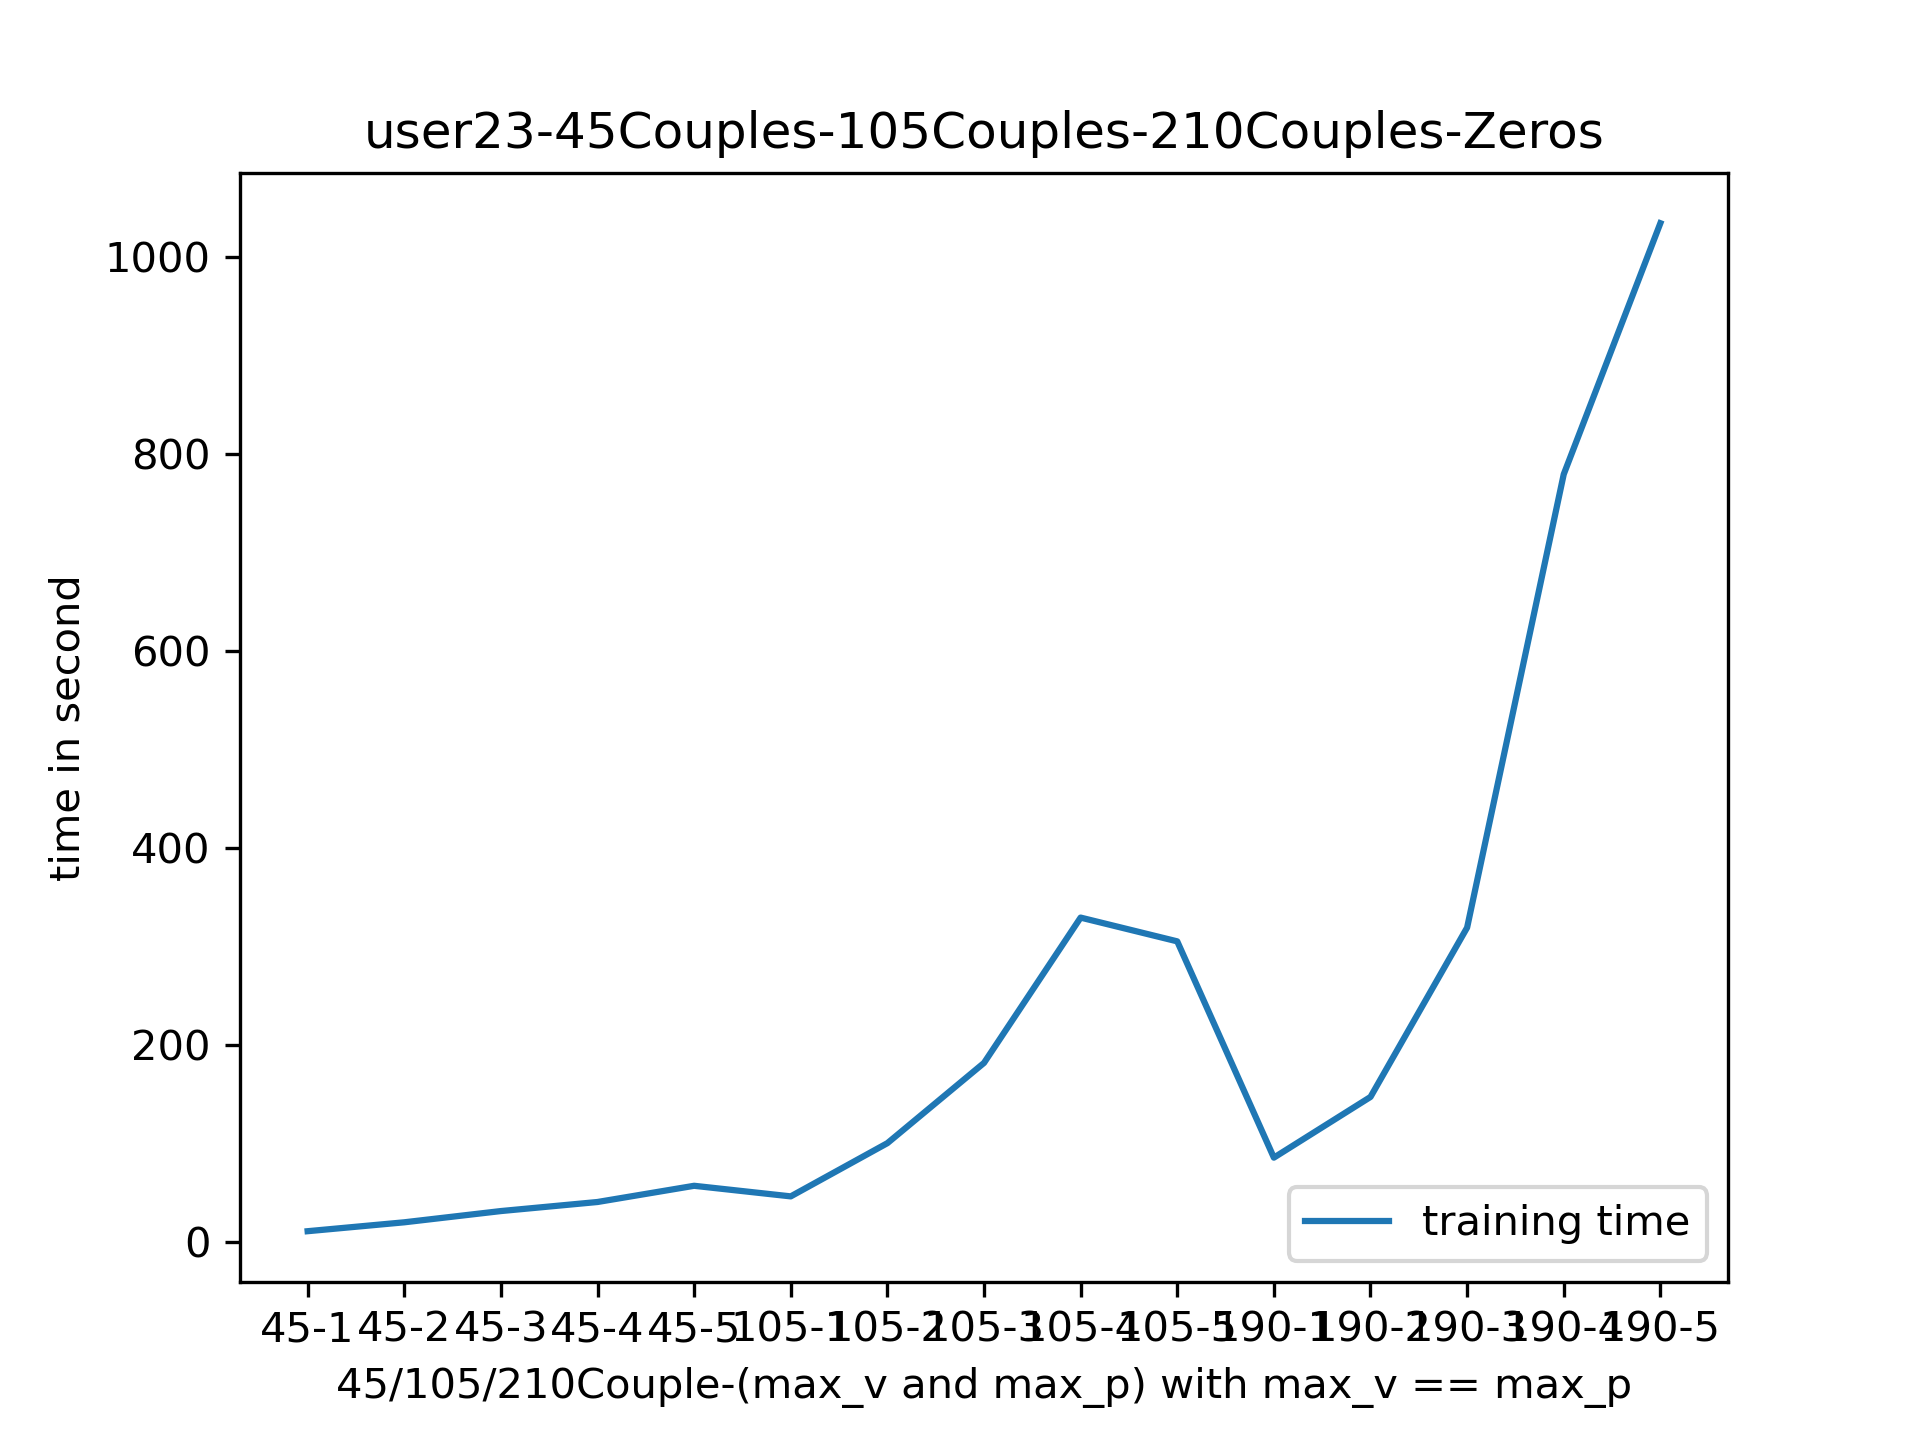 user23-45Couples-105Couples-210Couples-Zeros
1000
800
600
400
200
0
time in second
training time
45-1 45-2 45-3 45-4 45-5 105-1 105-2 105-3 105-4 105-5 190-1 190-2 190-3 190-4 190-5
45/105/210Couple-(max_v and max_p) with max_v == max_p